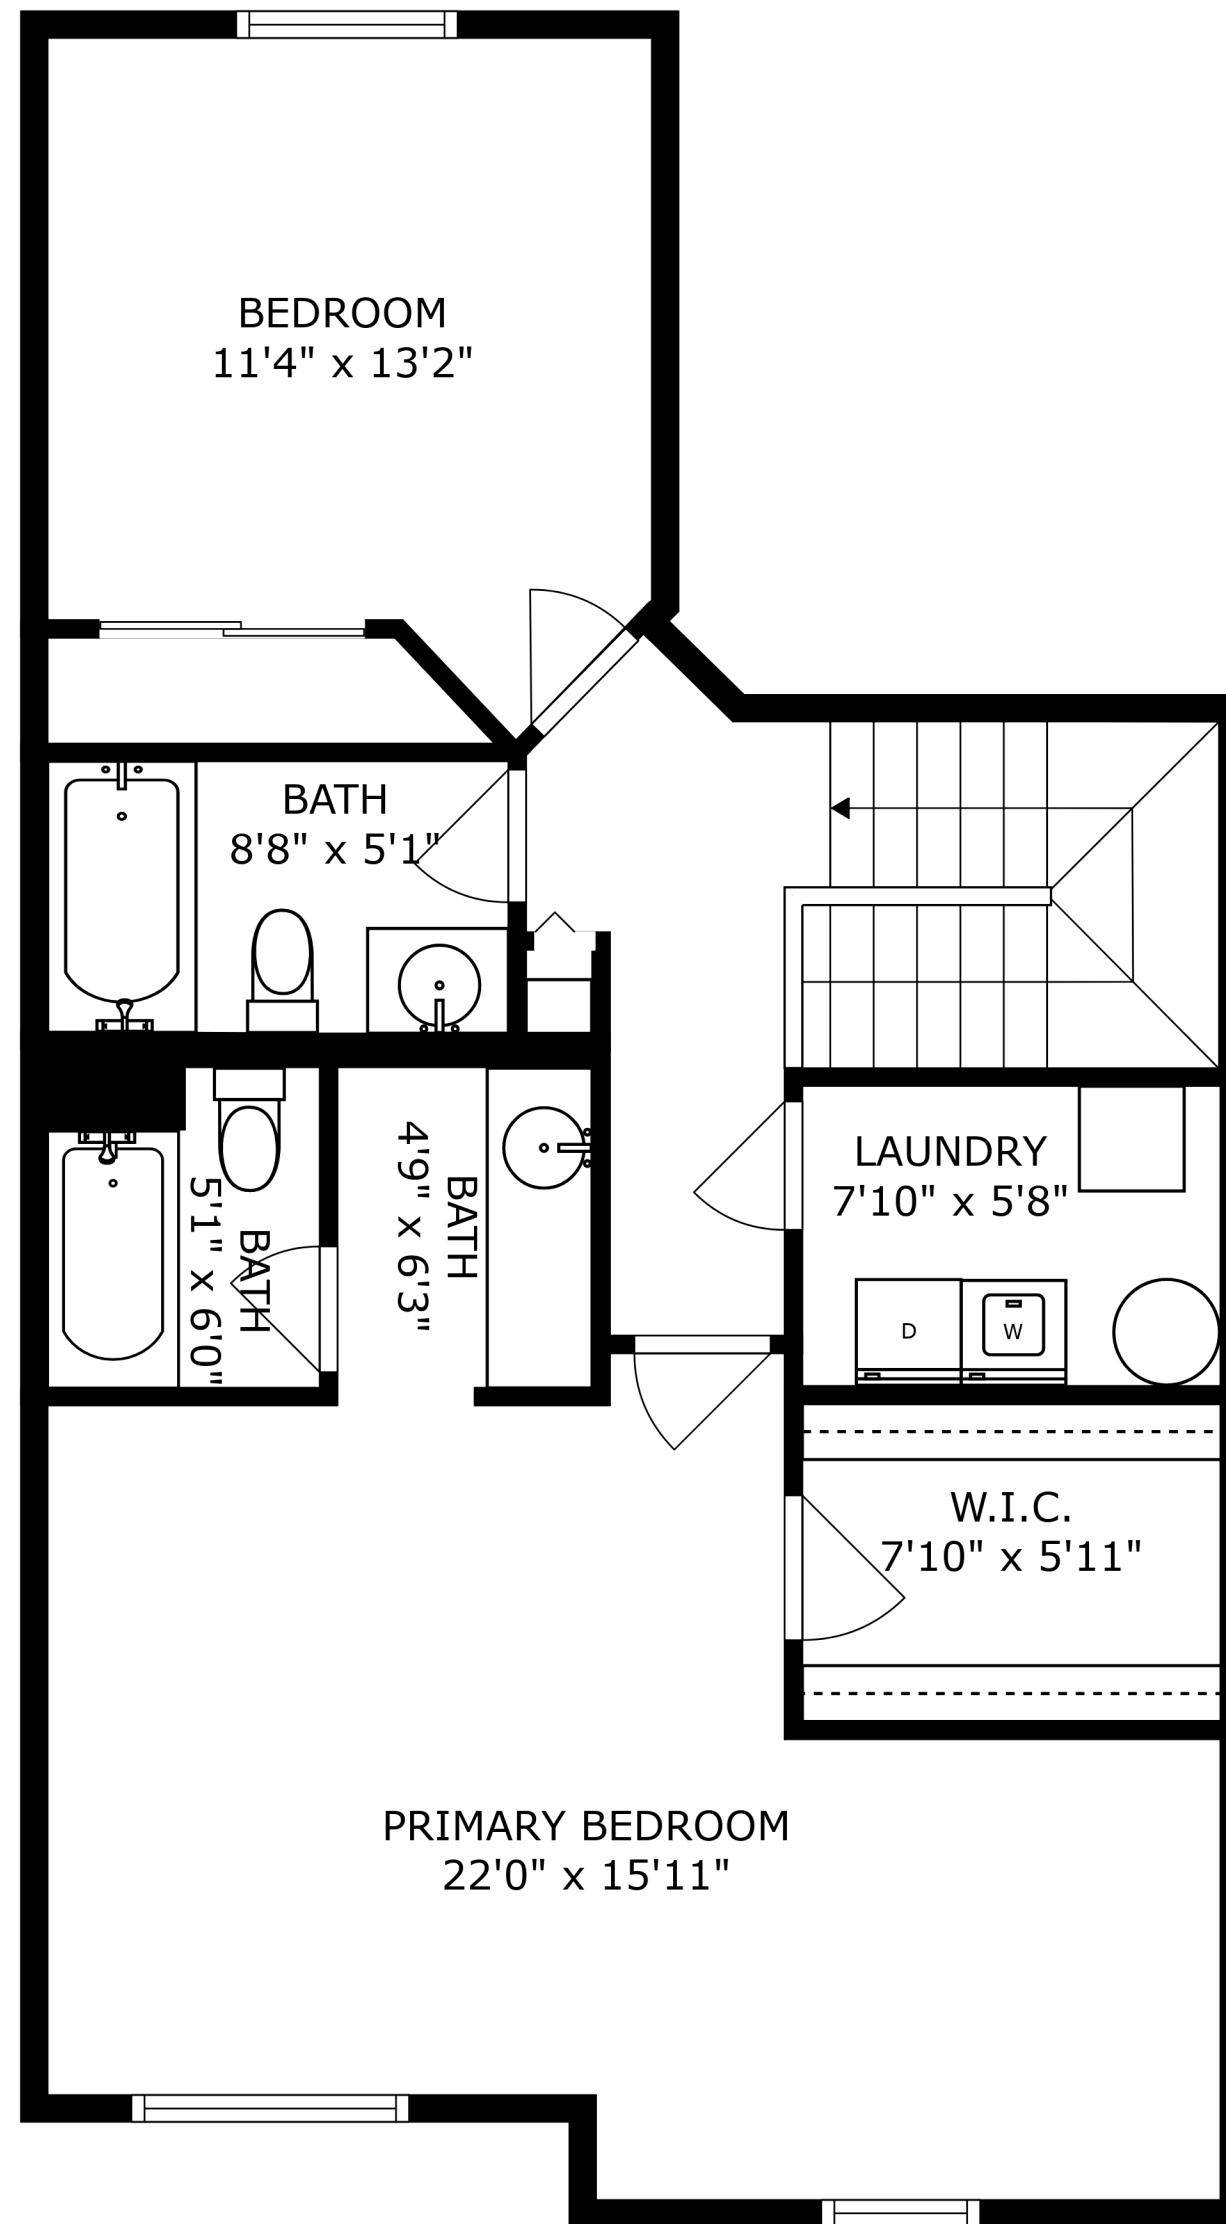 BEDROOM
11'4" x 13'2"
BATH
8'8" x 5'1"
BATH
5'1" x 6'0"
BATH
4'9" x 6'3"
LAUNDRY
7'10" x 5'8"
D
W
W.I.C.
7'10" x 5'11"
PRIMARY BEDROOM
22'0" x 15'11"